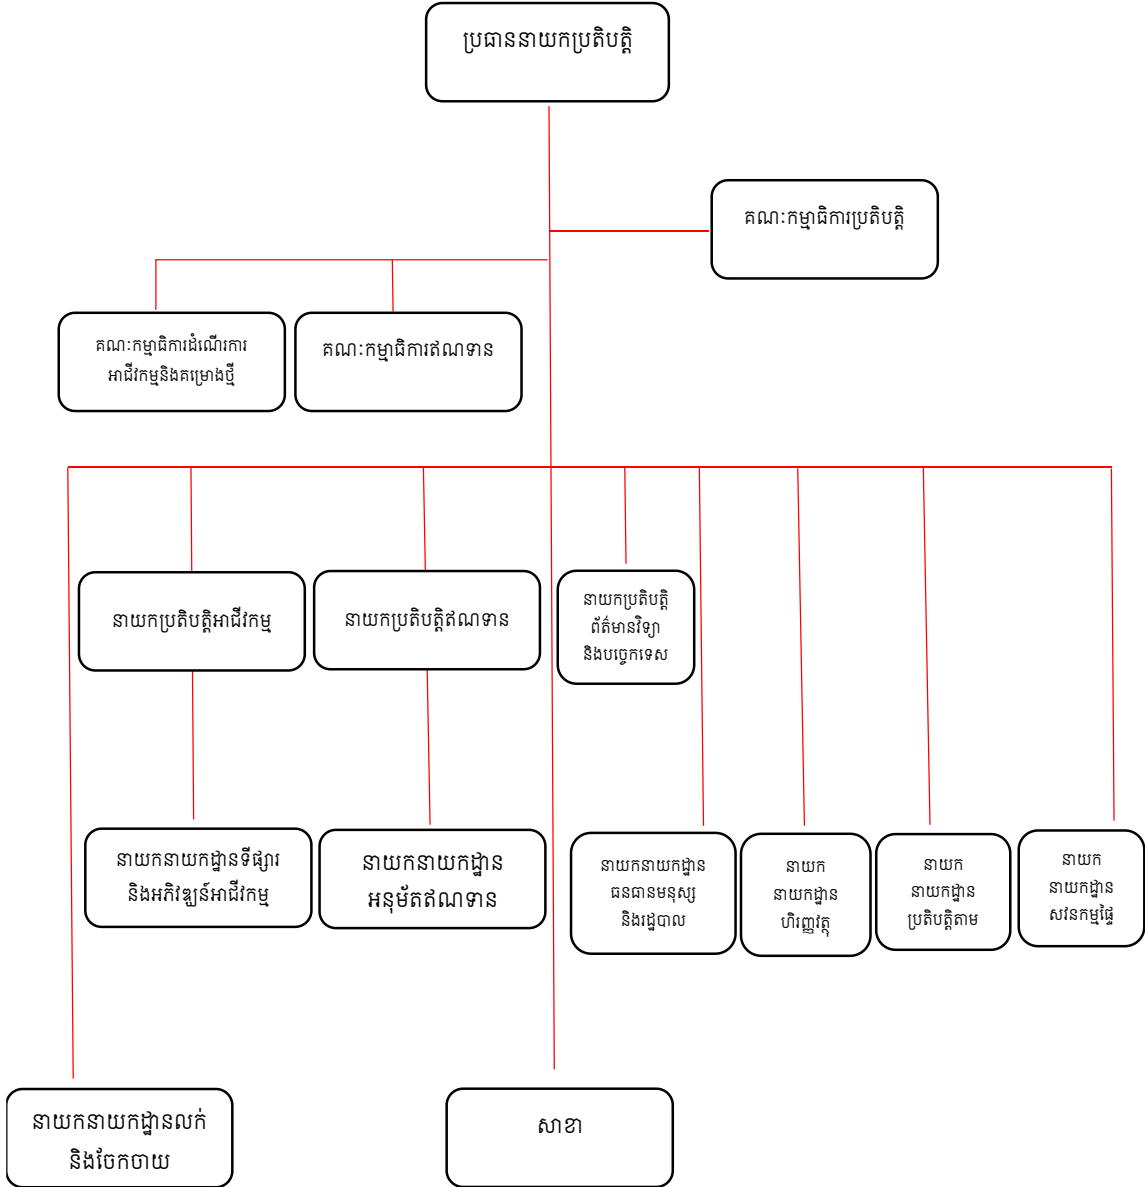 ប្រធាននាយកប្រតិបត្តិ
គណៈកម្មាធិការប្រតិបត្តិ
គណៈកម្មាធិការដំណើរការ
អាជីវកម្មនិងគម្រោងថ្មី
គណៈកម្មាធិការឥណទាន
នាយកប្រតិបត្តិអាជីវកម្ម
នាយកប្រតិបត្តិឥណទាន
នាយកប្រតិបត្តិ
ព័ត៌មានវិទ្យា
និងបច្ចេកទេស
នាយកនាយកដ្ឋានទីផ្សារ
និងអភិវឌ្ឍន៍អាជីវកម្ម
នាយកនាយកដ្ឋាន
អនុម័តឥណទាន
នាយកនាយកដ្ឋាន
ធនធានមនុស្ស
និងរដ្ឋបាល
នាយក
នាយកដ្ឋាន
ហិរញ្ញវត្ថុ
នាយក
នាយកដ្ឋាន
ប្រតិបត្តិតាម
នាយក
នាយកដ្ឋាន
សវនកម្មផ្ទៃ
នាយកនាយកដ្ឋានលក់
និងចែកចាយ
សាខា